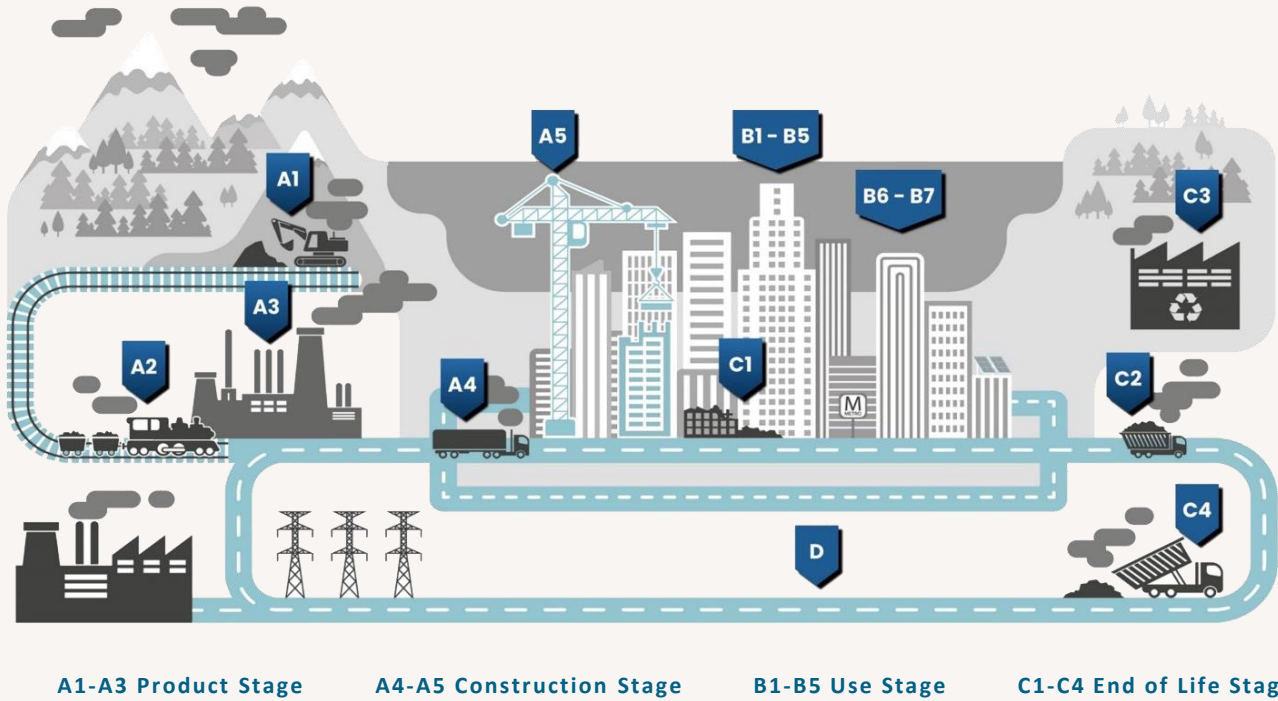 A5
B1 – B5
A1
B6 – B7
C3
A3
A2
A4
C1
C2
M
METRO
C4
D
A1-A3 Product Stage
A4-A5 Construction Stage
B1-B5 Use Stage
C1-C4 End of Life Stag